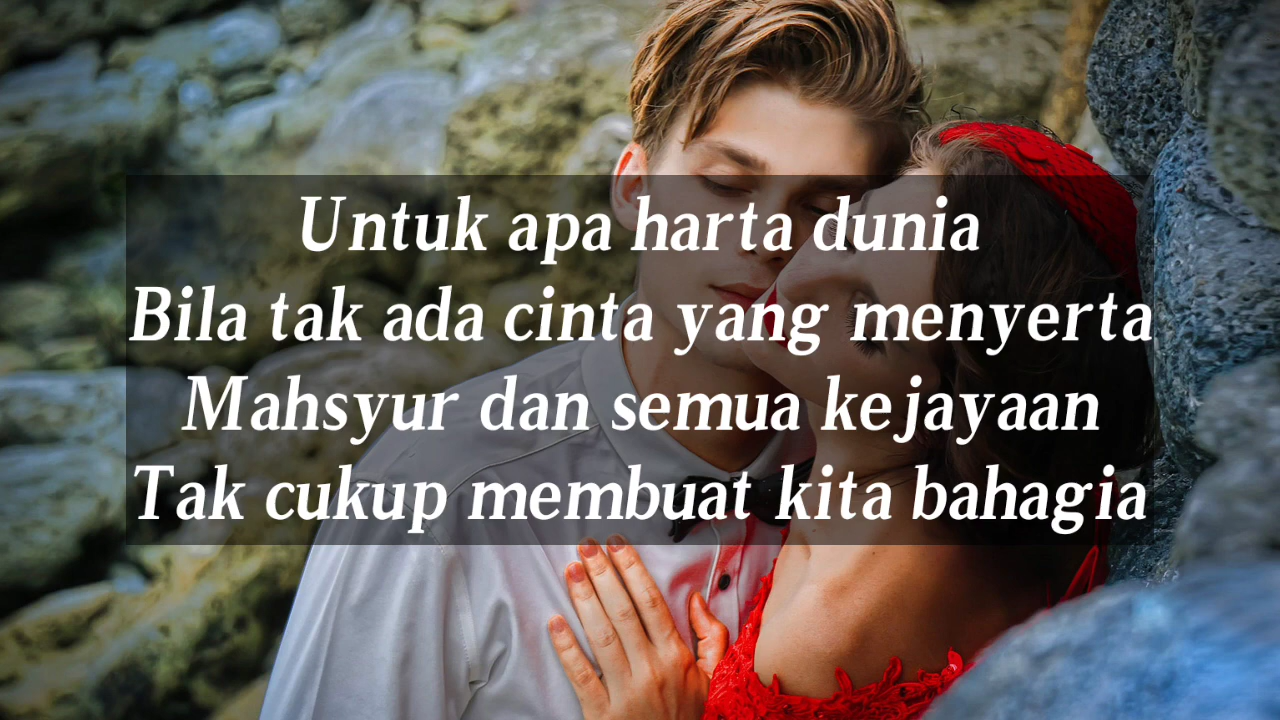 Untuk apa harta dunia
Bila tak ada cinta yang menyerta
Mahsyur dan semua kejayaan
Tak cukup membuat kita bahagia